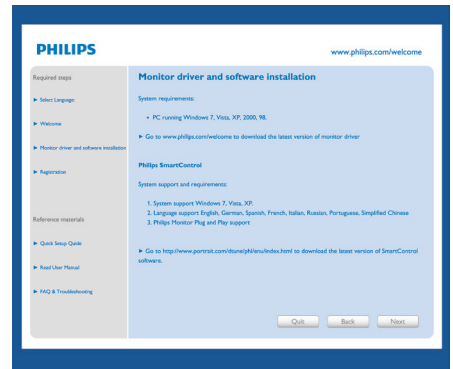 PHILIPS
www.philips.com/welcome
Required steps
Select Language:
Welcome
Monitor driver and software installation
Registration
Reference materials
Quick Setup Guide
Read User Manual
FAQ & Troubleshooting
Monitor driver and software installation
System requirements:
• PC running Windows 7, Vista, XP, 2000, 98.
Go to www.philips.com/welcome to download the latest version of monitor driver
Philips SmartControl
System support and requirements:
1. System support Windows 7, Vista, XP.
2. Language support English, German, Spanish, French, Italian, Russian, Portuguese, Simplified Chinese
3. Philips Monitor Plug and Play support
Go to http://www.portrait.com/dtune/phl/enu/index.html to download the latest version of SmartControl
software.
Quit
Back
Next